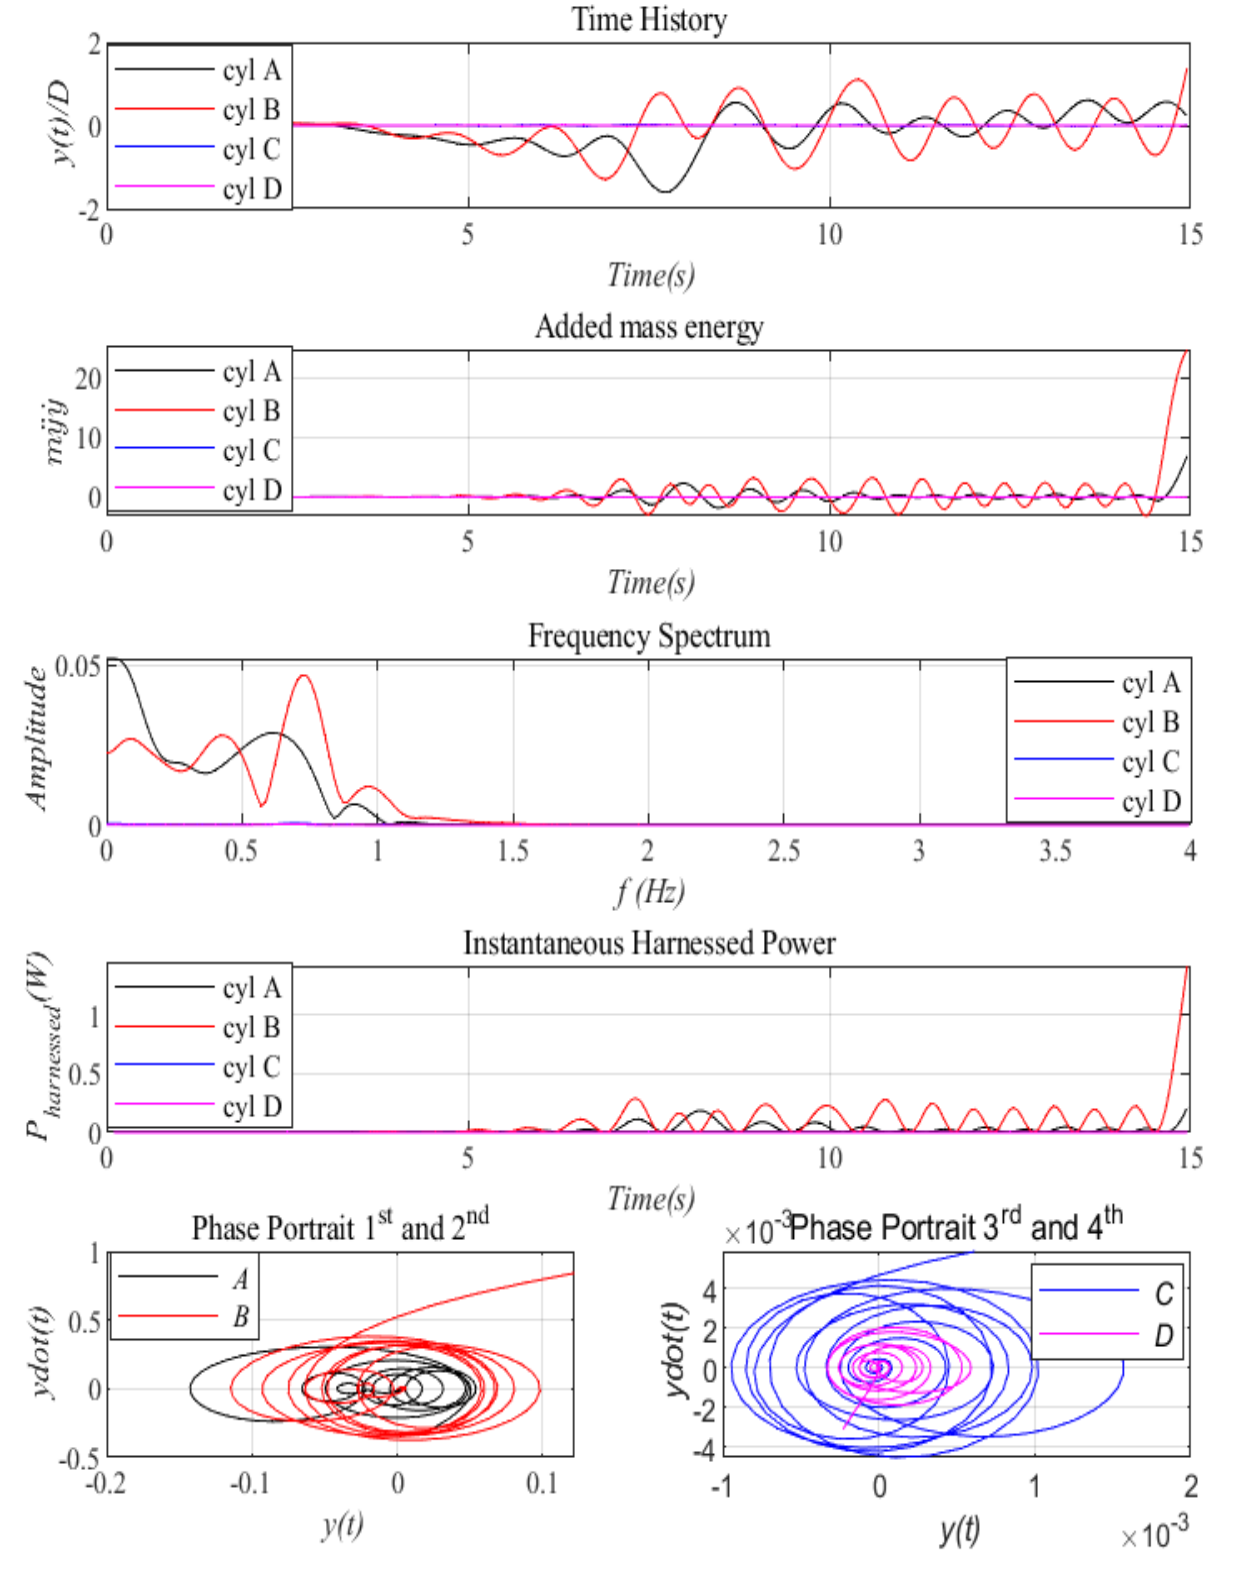 Time History
y(t)/D
2
0
-2
cyl A
cyl B
cyl C
cyl D
0 5 10 15
Time(s)
Added mass energy
mÿẏ
20
10
0
cyl A
cyl B
cyl C
cyl D
0 5 10 15
Time(s)
Frequency Spectrum
Amplitude
0.05
0
cyl A
cyl B
cyl C
cyl D
0 0.5 1 1.5 2 2.5 3 3.5 4
f (Hz)
Instantaneous Harnessed Power
P harnessed (W)
1
0.5
0
cyl A
cyl B
cyl C
cyl D
0 5 10 15
Time(s)
Phase Portrait 1st and 2nd
ydot(t)
1
0.5
0
-0.5
A
B
-0.2 -0.1 0 0.1
y(t)
×10-3 Phase Portrait 3rd and 4th
ydot(t)
4
2
0
-2
-4
C
D
-1 0 1 2
y(t)
×10-3